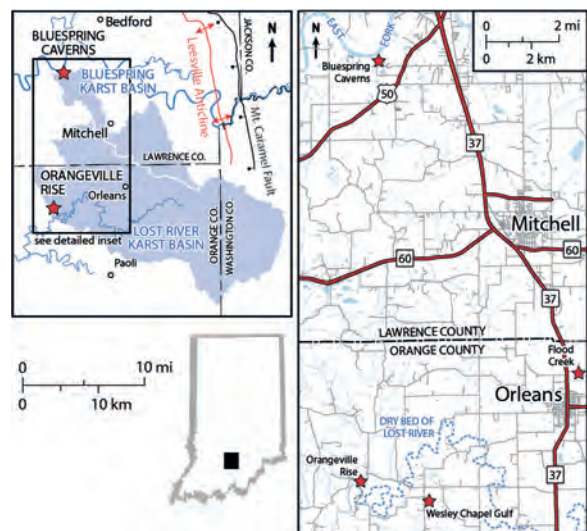 Bedford
BLUESPRING
CAVERNS
BLUESPRING
KARST BASIN
Mitchell
LAWRENCE CO.
ORANGEVILLE
RISE
Orleans
LOST RIVER
KARST BASIN
see detailed inset
Paoli
ORANGE CO.
WASHINGTON CO.
Leesville Anticline
JACKSON CO.
Mt. Caramel Fault
N
0 10 mi
0 10 km
N
EAST FORK
Bluespring
Caverns
0 2 mi
0 2 km
50
37
Mitchell
60
60
37
LAWRENCE COUNTY
ORANGE COUNTY
Flood
Creek
Orleans
DRY BED OF
LOST RIVER
Orangeville
Rise
37
Wesley Chapel Gulf